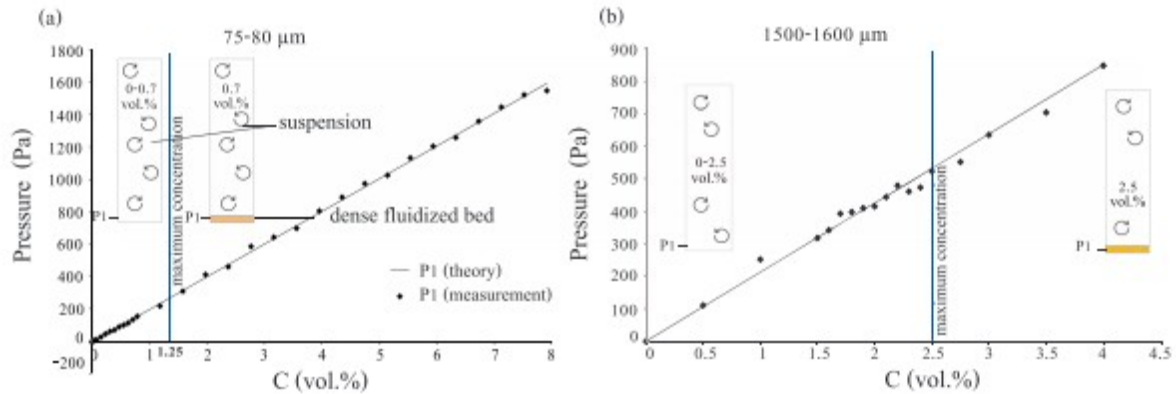 (a)
75-80 μm
1800
1600
1400
1200
1000
800
600
400
200
0
-200
Pressure (Pa)
0-0.7
vol.%
0.7
vol.%
suspension
maximum concentration
P1
P1
dense fluidized bed
P1 (theory)
P1 (measurement)
0
1
1.25
2
3
4
5
6
7
8
C (vol.%)
(b)
1500-1600 μm
900
800
700
600
500
400
300
200
100
0
Pressure (Pa)
0-2.5
vol.%
P1
maximum concentration
2.5
vol.%
P1
0
0.5
1
1.5
2
2.5
3
3.5
4
4.5
C (vol.%)